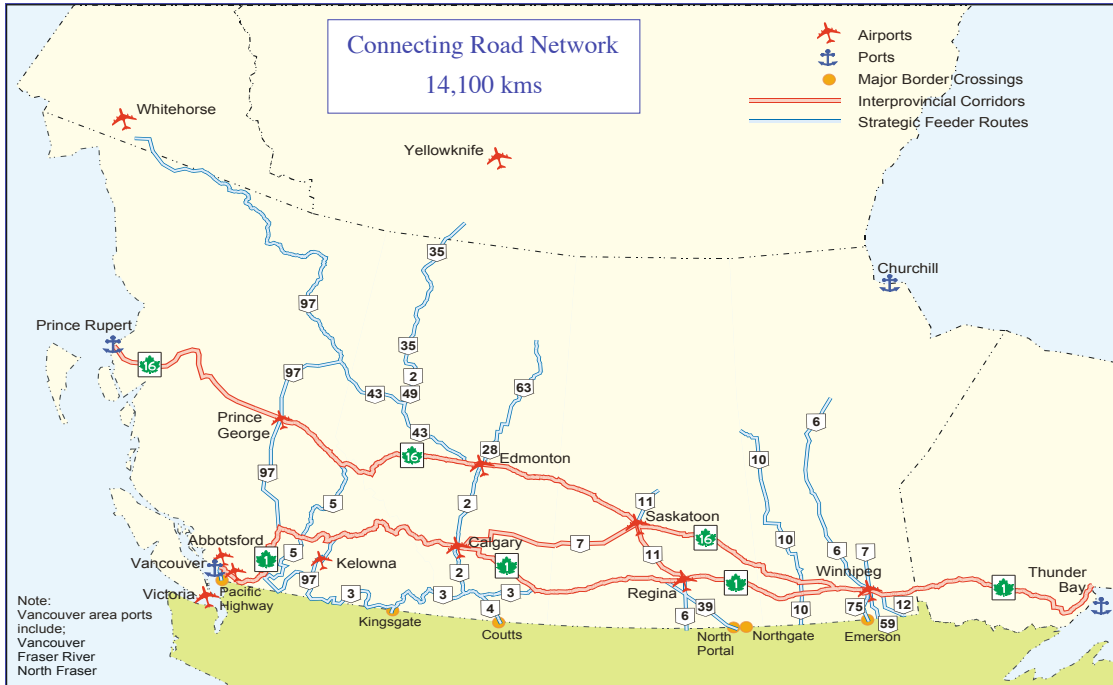 Connecting Road Network
14,100 kms
Airports
Ports
Major Border Crossings
Interprovincial Corridors
Strategic Feeder Routes
Whitehorse
Yellowknife
35
Churchill
97
Prince Rupert
16
35
97
2
63
43
49
Prince
George
43
6
28
16
Edmonton
10
97
5
2
11
Saskatoon
16
Abbotsford
1
5
Calgary
7
10
Vancouver
Kelowna
1
11
6
7
Winnipeg
Thunder
Bay
Pacific
Highway
97
2
Regina
1
1
Victoria
3
3
3
Note:
Vancouver area ports
include;
Vancouver
Fraser River
North Fraser
Kingsgate
4
Coutts
6
39
North
Portal
Northgate
10
75
12
59
Emerson